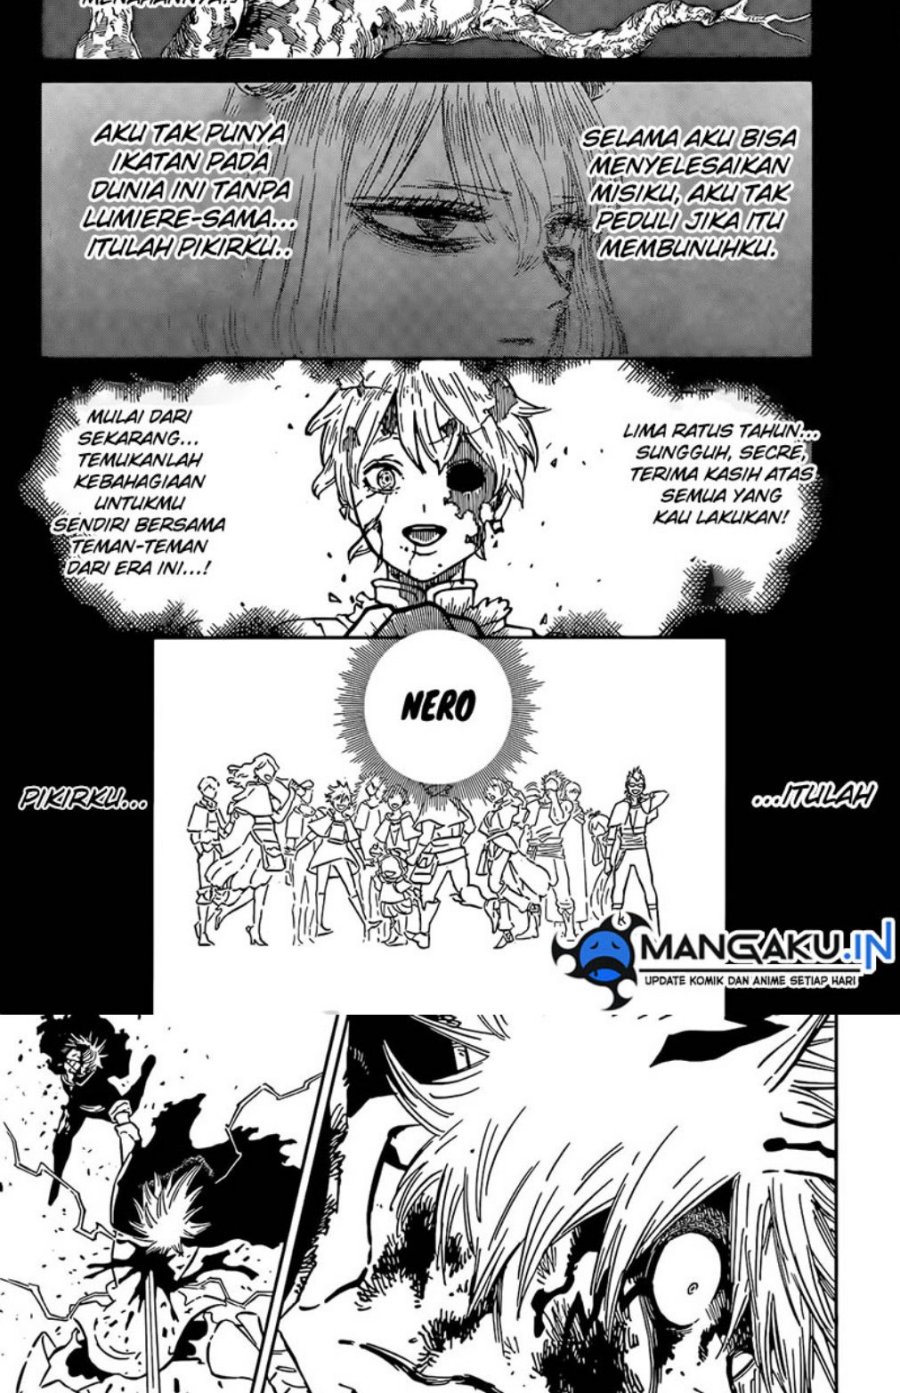 MENAHANNYA..
SELAMA AKU BISA
MENYELESAIKAN
MISIKU, AKU TAK
PEDULI JIKA ITU
MEMBUNUHKU.
AKU TAK PUNYA
IKATAN PADA
DUNIA INI TANPA
LUMIERE-SAMA...
ITULAH PIKIRKU..
LIMA RATUS TAHUN...
SUNGGUH, SECRE,
TERIMA KASIH ATAS
SEMUA YANG
KAU LAKUKAN!
MULAI DARI
SEKARANG...
TEMUKANLAH
KEBAHAGIAAN
UNTUKMU
SENDIRI BERSAMA
TEMAN-TEMAN
DARI ERA INI...!
NERO
...ITULAH
PIKIRKU...
MANGAKU.IN
UPDATE KOMIK DAN ANIME SETIAP HARI